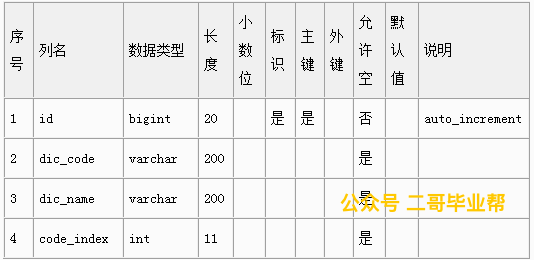 序号 列名 数据类型 长度 小数位 标识 主键 外键 允许空 默认值 说明
1 id bigint 20 是 是 否 auto_increment
2 dic_code varchar 200 是
3 dic_name varchar 200 是
公众号 二哥毕业帮
4 code_index int 11 是